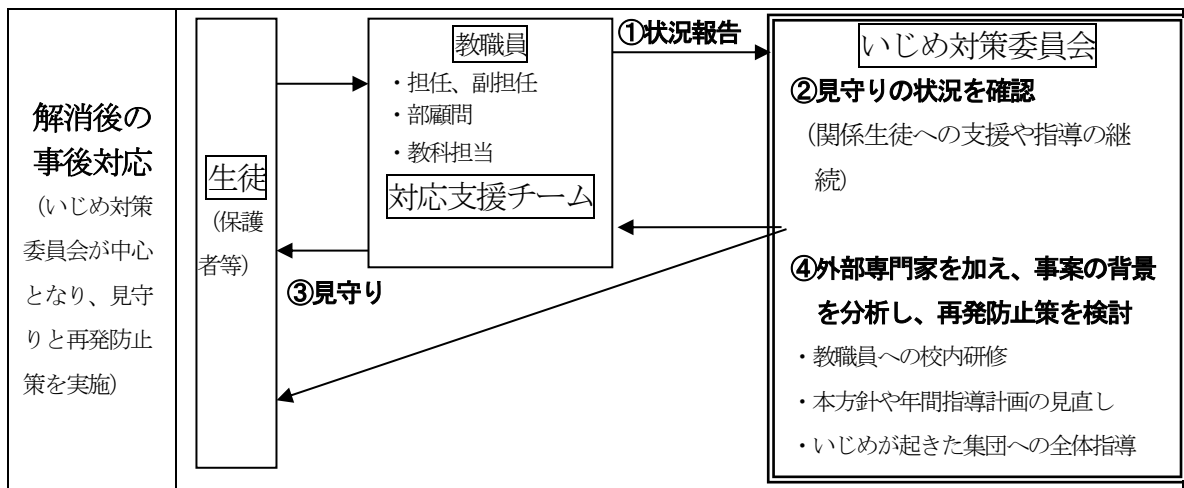 解消後の
事後対応
（いじめ対策
委員会が中心
となり、見守
りと再発防止
策を実施）
生徒
（保護
者等）
教職員
・担任、副担任
・部顧問
・教科担当
対応支援チーム
①状況報告
③見守り
いじめ対策委員会
②見守りの状況を確認
（関係生徒への支援や指導の継
続）
④外部専門家を加え、事案の背景
を分析し、再発防止策を検討
・教職員への校内研修
・本方針や年間指導計画の見直し
・いじめが起きた集団への全体指導